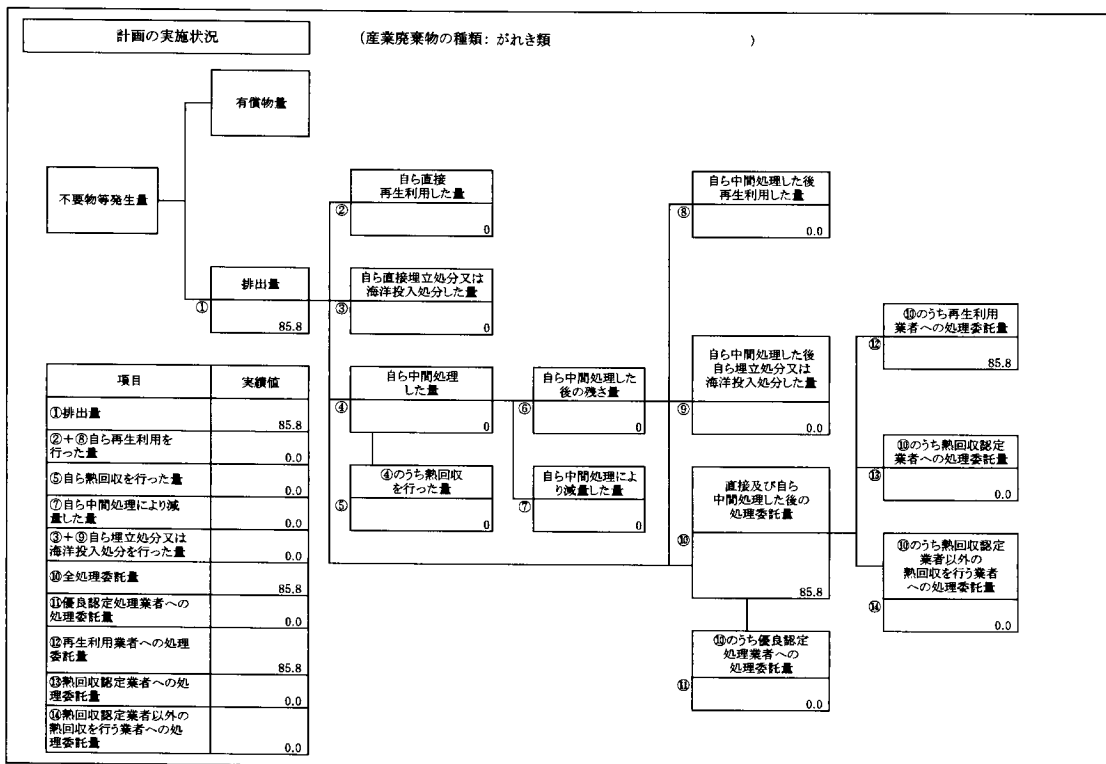 計画の実施状況
(産業廃棄物の種類: がれき類 )
有償物量
不要物等発生量
排出量
①
85.8
自ら直接
再生利用した量
②
0
自ら直接埋立処分又は
海洋投入処分した量
③
0
自ら中間処理
した量
④
0
④のうち熱回収
を行った量
⑤
0
自ら中間処理した
後の残さ量
⑥
0
自ら中間処理によ
り減量した量
⑦
0
自ら中間処理した後
再生利用した量
⑧
0.0
自ら中間処理した後
自ら埋立処分又は
海洋投入処分した量
⑨
0.0
直接及び自ら
中間処理した後の
処理委託量
⑩
85.8
⑩のうち優良認定
処理業者への
処理委託量
⑪
0.0
⑩のうち再生利用
業者への処理委託量
⑫
85.8
⑩のうち熱回収認定
業者への処理委託量
⑬
0.0
⑩のうち熱回収認定
業者以外の
熱回収を行う業者
への処理委託量
⑭
0.0
項目 実績値
①排出量
85.8
②+⑧自ら再生利用を
行った量
0.0
⑤自ら熱回収を行った量
0.0
⑦自ら中間処理により減
量した量
0.0
③+⑨自ら埋立処分又は
海洋投入処分を行った量
0.0
⑩全処理委託量
85.8
⑪優良認定処理業者への
処理委託量
0.0
⑫再生利用業者への処理
委託量
85.8
⑬熱回収認定業者への処
理委託量
0.0
⑭熱回収認定業者以外の
熱回収を行う業者への処
理委託量
0.0